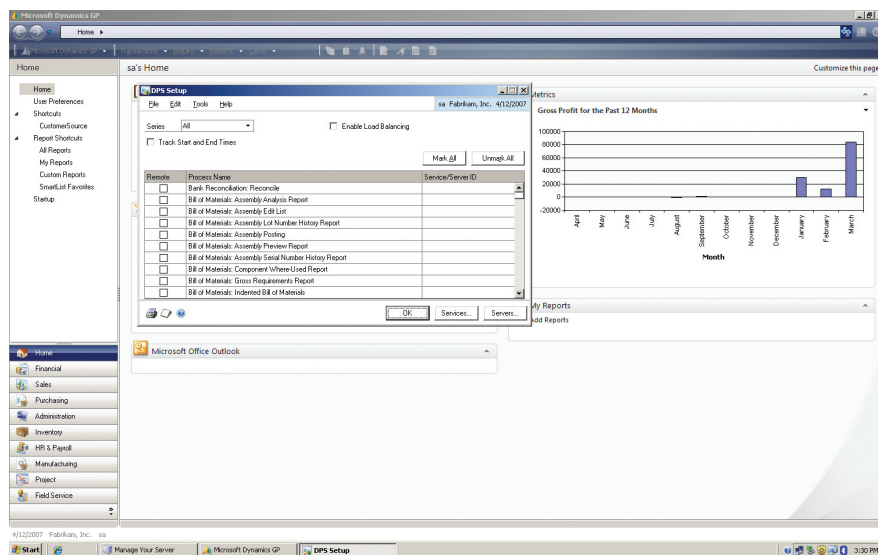 Microsoft Dynamics GP
Home
Microsoft Dynamics GP
Transactions
Inquiry
Reports
Cards
Home
sa's Home
Customize this page
Home
User Preferences
Shortcuts
CustomerSource
Report Shortcuts
All Reports
My Reports
Custom Reports
SmartList Favorites
Startup
DPS Setup
File Edit Tools Help
sa Fabrikam, Inc. 4/12/2007
Series All
Enable Load Balancing
Track Start and End Times
Mark All Unmark All
Remote Process Name Service/Server ID
Bank Reconciliation: Reconcile
Bill of Materials: Assembly Analysis Report
Bill of Materials: Assembly Edit List
Bill of Materials: Assembly Lot Number History Report
Bill of Materials: Assembly Posting
Bill of Materials: Assembly Preview Report
Bill of Materials: Assembly Serial Number History Report
Bill of Materials: Component Where-Used Report
Bill of Materials: Gross Requirements Report
Bill of Materials: Indented Bill of Materials
OK Services... Servers...
Metrics
Gross Profit for the Past 12 Months
100000
80000
60000
40000
20000
0
-20000
April May June July August September October November December January February March
Month
My Reports
Add Reports
Microsoft Office Outlook
Home
Financial
Sales
Purchasing
Administration
Inventory
HR & Payroll
Manufacturing
Project
Field Service
4/12/2007 Fabrikam, Inc. sa
Start Manage Your Server Microsoft Dynamics GP DPS Setup 3:30 PM